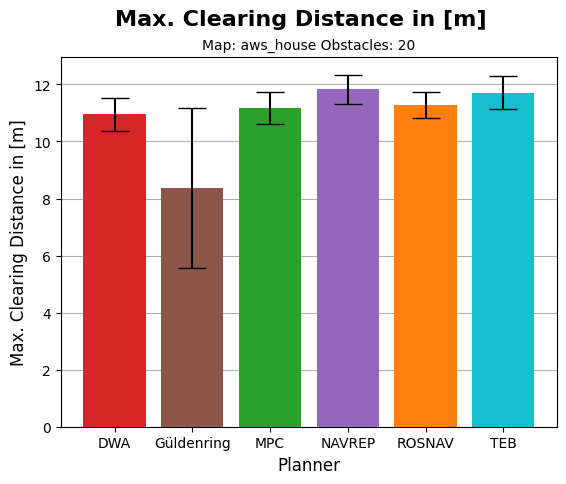 Max. Clearing Distance in [m]
Map: aws_house Obstacles: 20
Max. Clearing Distance in [m]
12
10
8
6
4
2
0
DWA Güldenring MPC NAVREP ROSNAV TEB
Planner